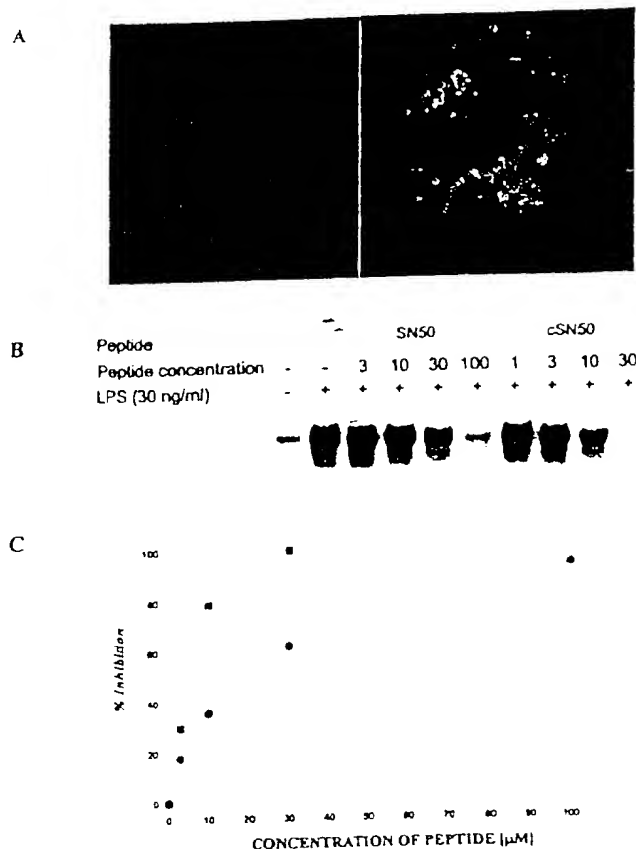 A
B
Peptide SN50 cSN50
Peptide concentration - - 3 10 30 100 1 3 10 30
LPS (30 ng/ml) - + + + + + + + + +
C
100
80
60
40
20
0
% Inhibition
0 10 20 30 40 50 60 70 80 90 100
CONCENTRATION OF PEPTIDE [µM]